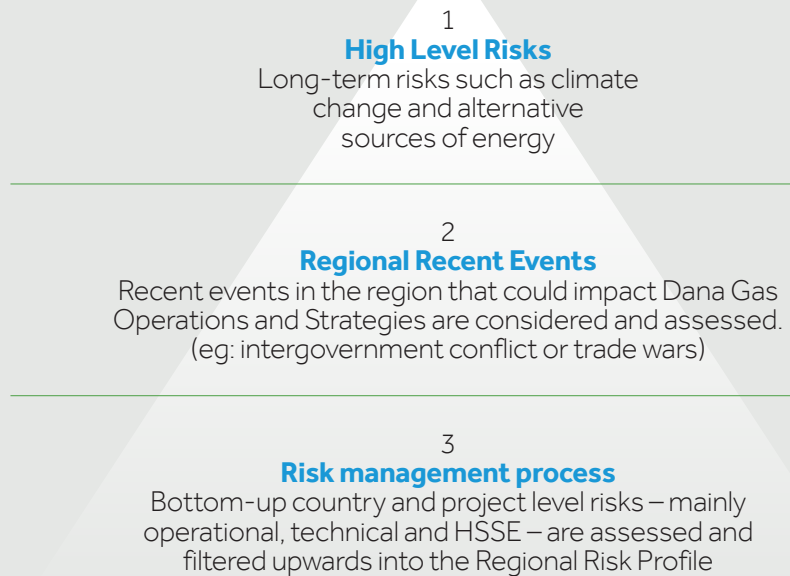 1
High Level Risks
Long-term risks such as climate
change and alternative
sources of energy
2
Regional Recent Events
Recent events in the region that could impact Dana Gas
Operations and Strategies are considered and assessed.
(eg: intergovernment conflict or trade wars)
3
Risk management process
Bottom-up country and project level risks – mainly
operational, technical and HSSE – are assessed and
filtered upwards into the Regional Risk Profile